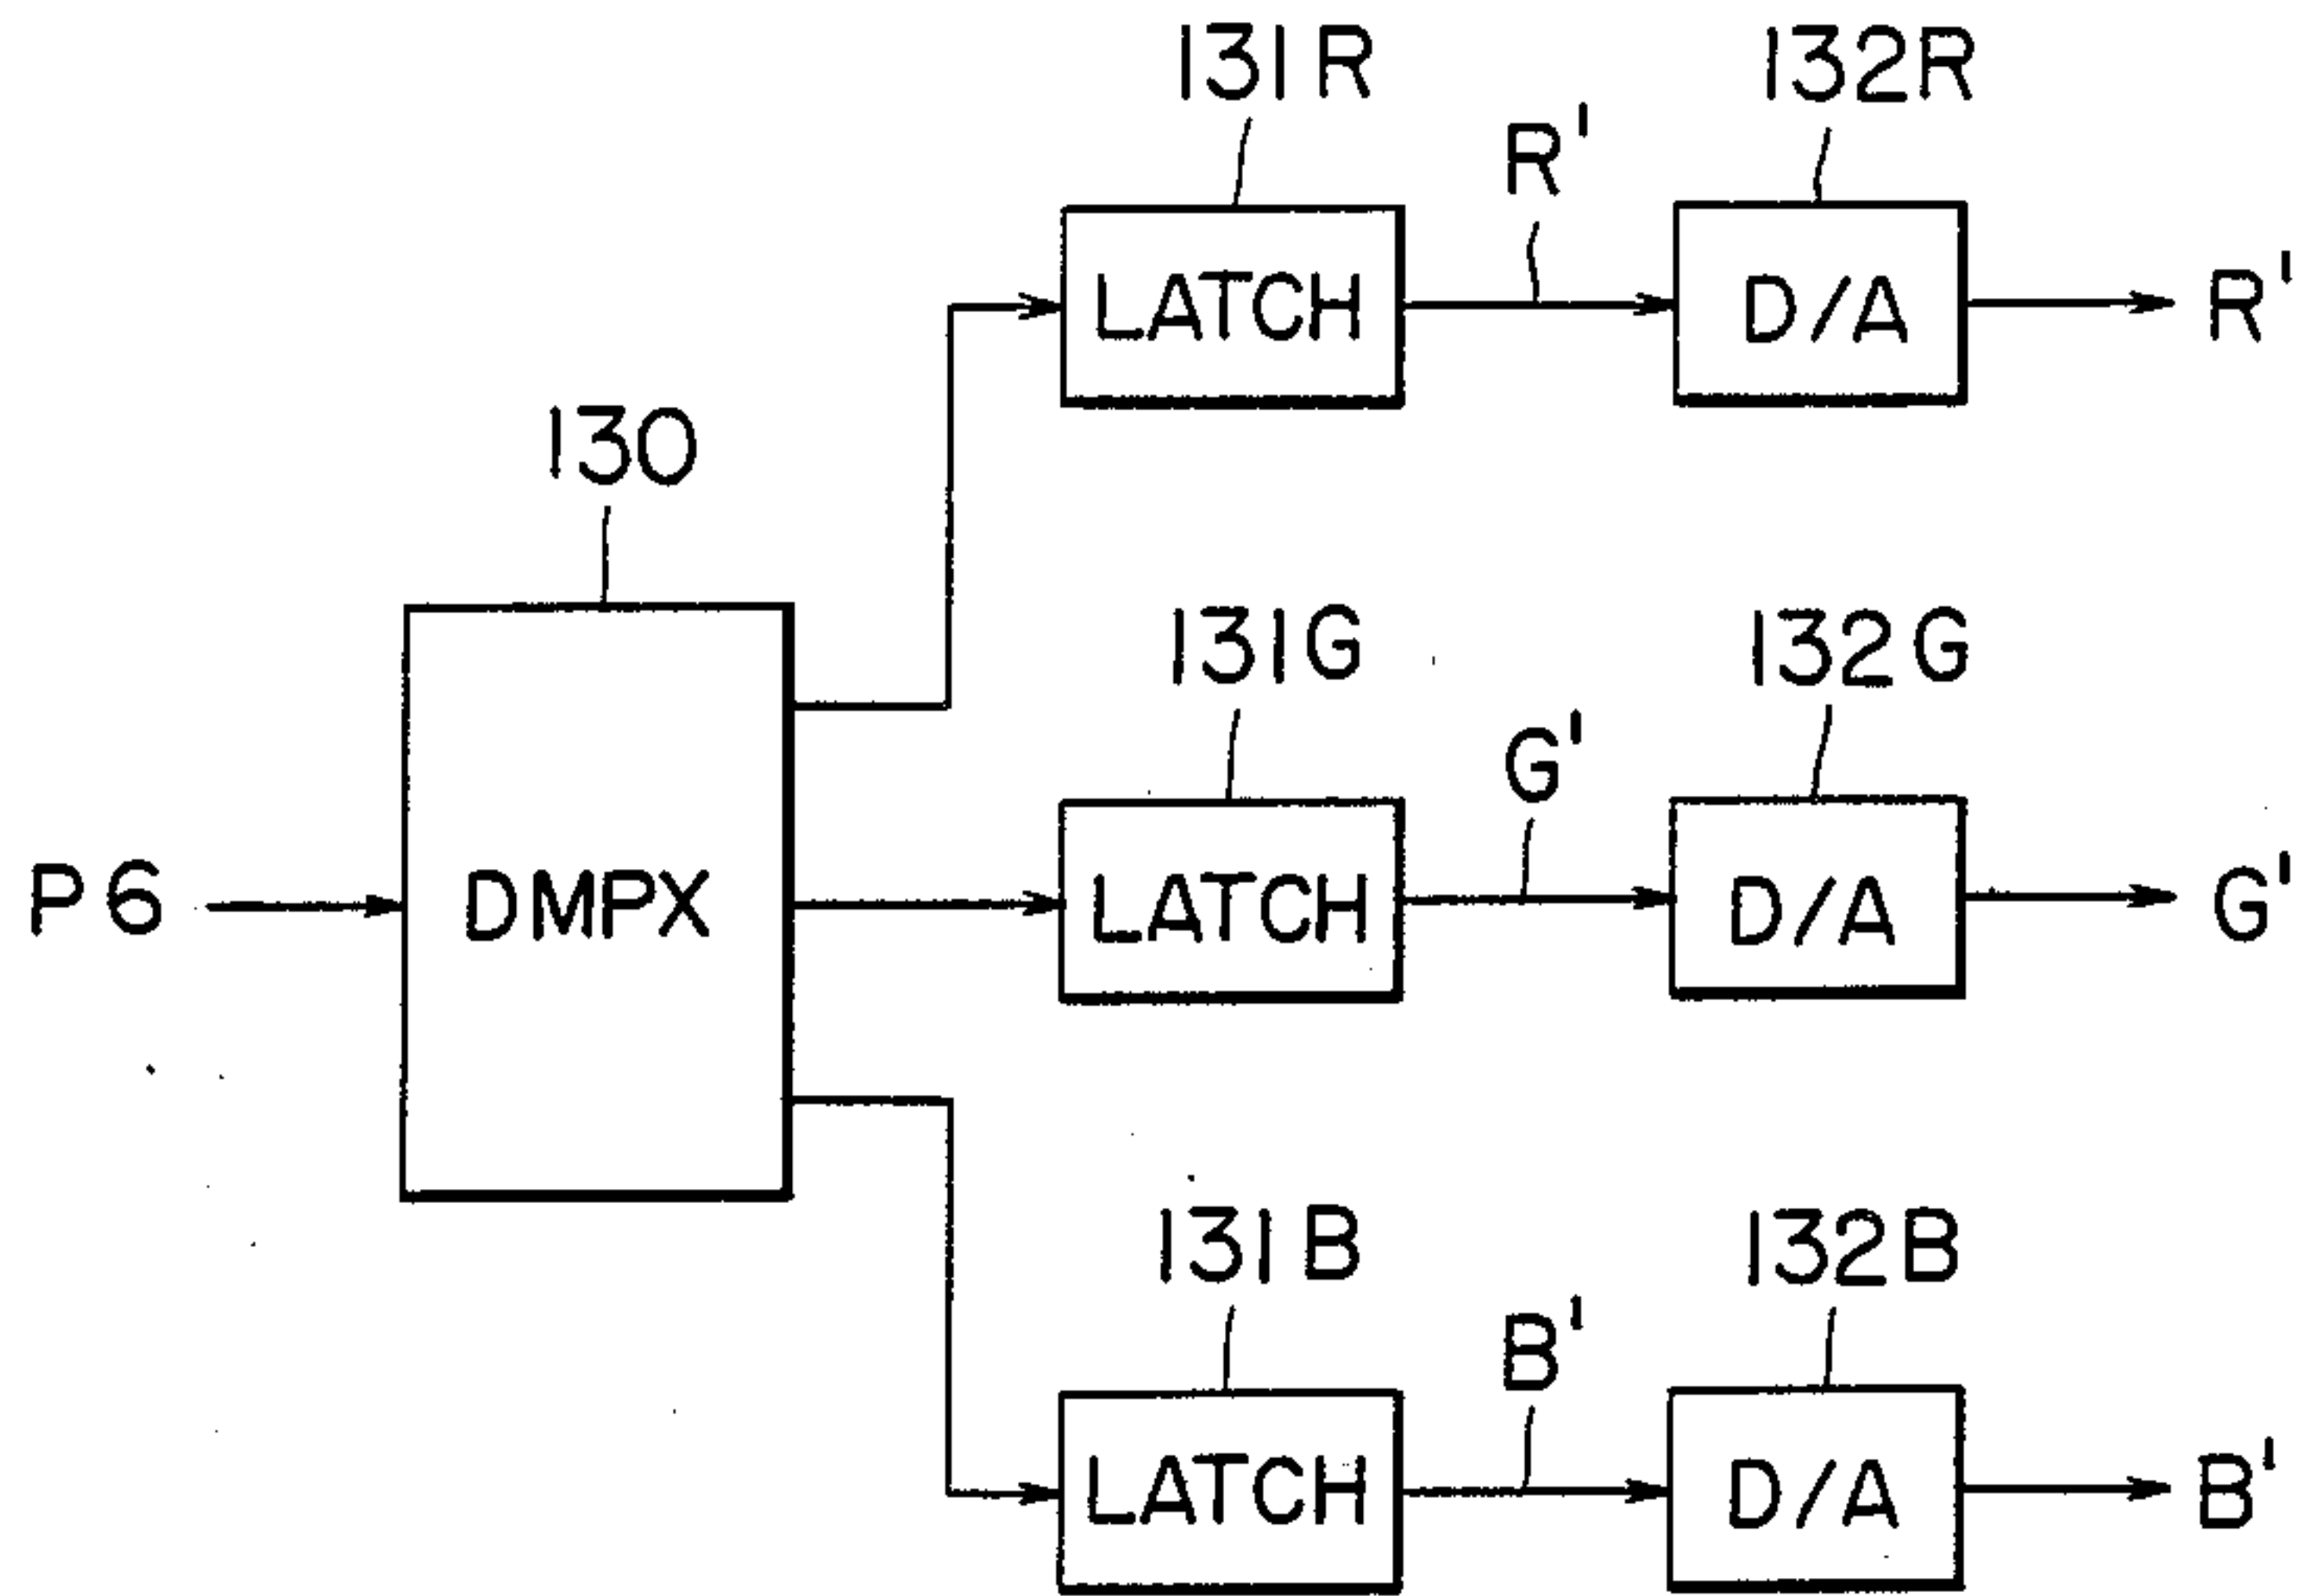 131R
132R
R'
LATCH
D/A
R'
130
131G
132G
G'
P6
DMPX
LATCH
D/A
G'
131B
132B
B'
LATCH
D/A
B'